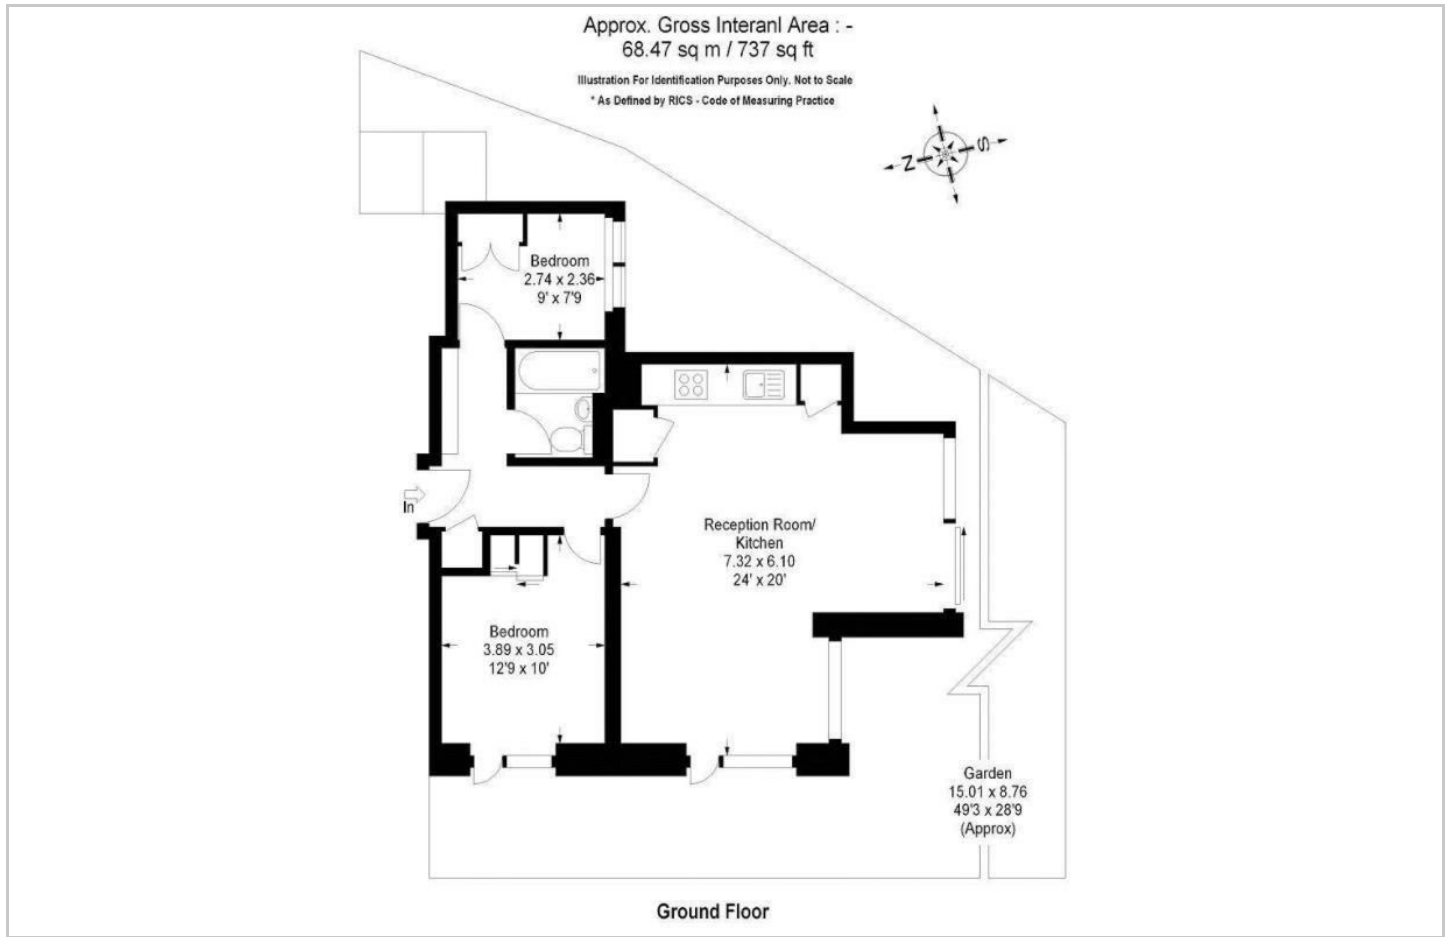 Approx. Gross Interanl Area : -
68.47 sq m / 737 sq ft
Illustration For Identification Purposes Only. Not to Scale
* As Defined by RICS - Code of Measuring Practice
N
S
Bedroom
2.74 x 2.36
9' x 7'9
In
Reception Room/
Kitchen
7.32 x 6.10
24' x 20'
Bedroom
3.89 x 3.05
12'9 x 10'
Garden
15.01 x 8.76
49'3 x 28'9
(Approx)
Ground Floor